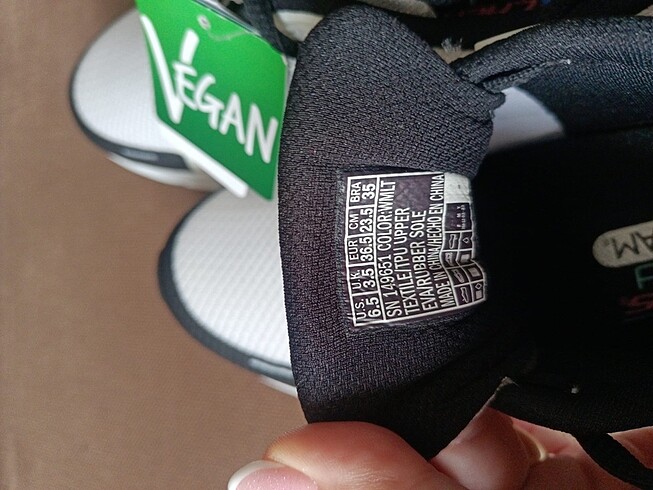 VEGAN
U.S. U.K. EUR CM BRA
6.5 3.5 36.5 23.5 35
SN 149651 COLOR:WMLT
TEXTILE/TPU UPPER
EVA/RUBBER SOLE
MADE IN CHINA/HECHO EN CHINA
AM
S